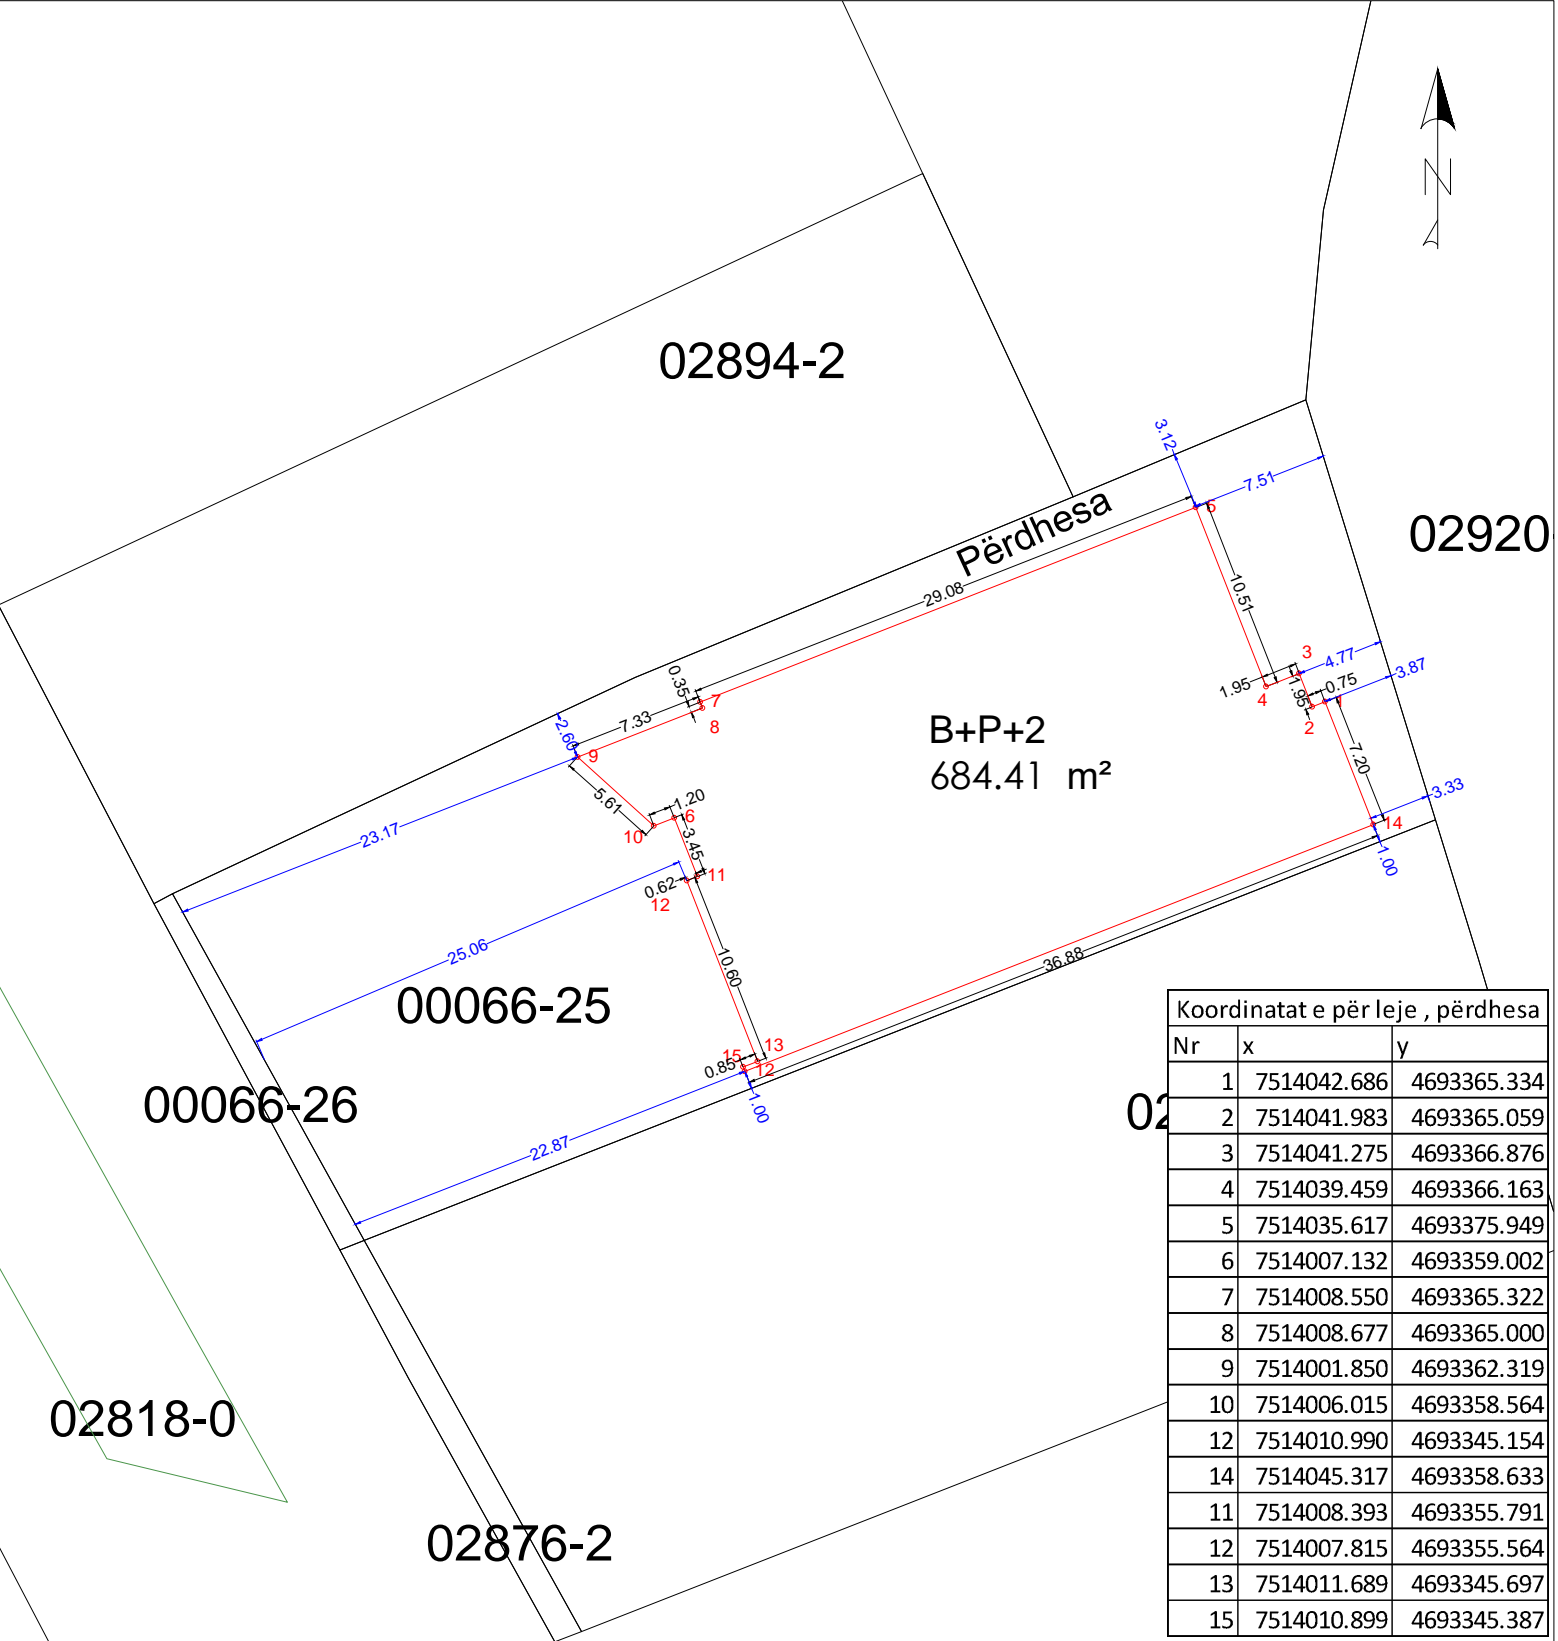 N
02894-2
3.12
7.51
5
Përdhesa
02920
29.08
10.51
3
4.77
3.87
0.35
7
1.95
4
1.95
0.75
1
2
7.33
8
B+P+2
684.41 m²
2.60
9
7.20
5.61
1.20
6
3.33
10
14
23.17
3.45
1.00
0.62
11
12
25.06
10.60
36.88
00066-25
15
13
0.85
12
00066-26
1.00
22.87
02
02818-0
02876-2
Koordinatat e për leje , përdhesa
Nr x y
1 7514042.686 4693365.334
2 7514041.983 4693365.059
3 7514041.275 4693366.876
4 7514039.459 4693366.163
5 7514035.617 4693375.949
6 7514007.132 4693359.002
7 7514008.550 4693365.322
8 7514008.677 4693365.000
9 7514001.850 4693362.319
10 7514006.015 4693358.564
12 7514010.990 4693345.154
14 7514045.317 4693358.633
11 7514008.393 4693355.791
12 7514007.815 4693355.564
13 7514011.689 4693345.697
15 7514010.899 4693345.387